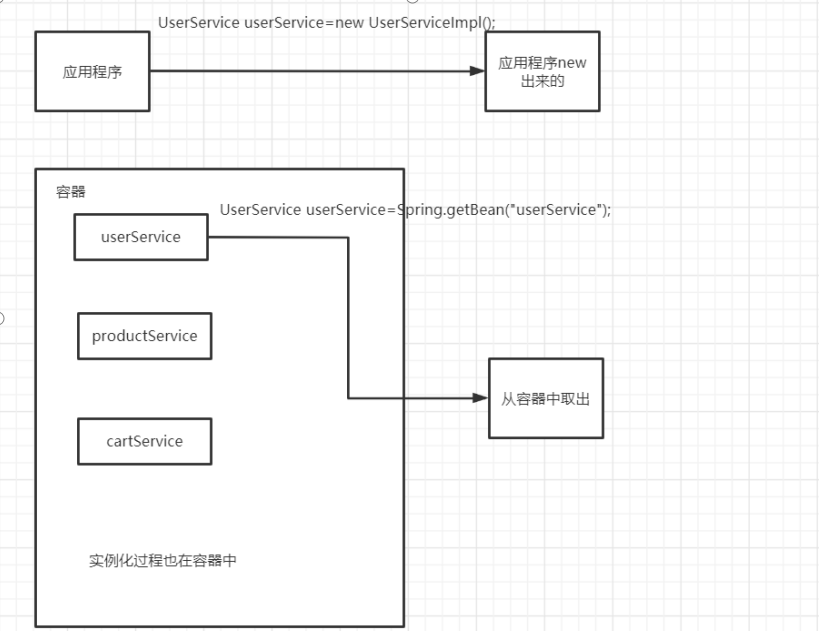 UserService userService=new UserServiceImpl();
应用程序
应用程序new
出来的
容器
UserService userService=Spring.getBean("userService");
userService
productService
从容器中取出
cartService
实例化过程也在容器中